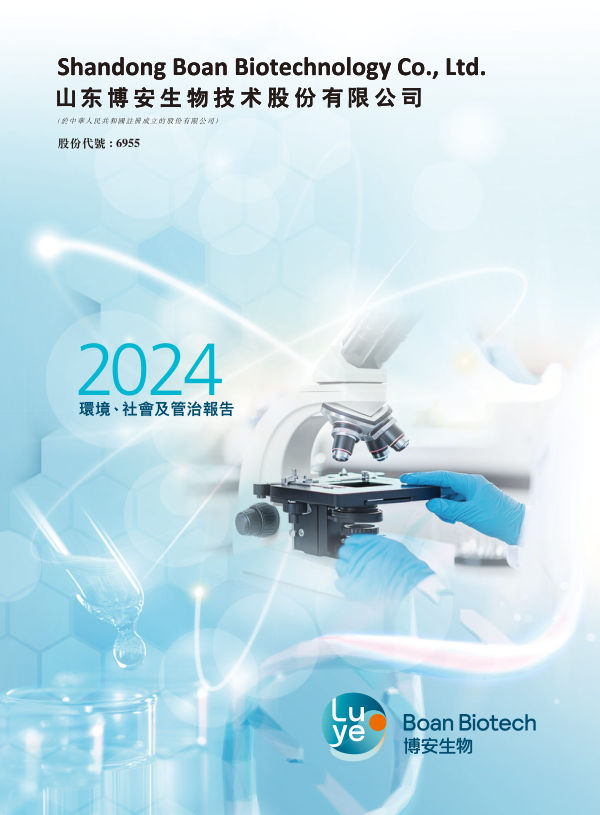 Shandong Boan Biotechnology Co., Ltd.
山东博安生物技术股份有限公司
(於中華人民共和國註冊成立的股份有限公司)
股份代號：6955
2024
環境、社會及管治報告
Lu
ye
Boan Biotech
博安生物